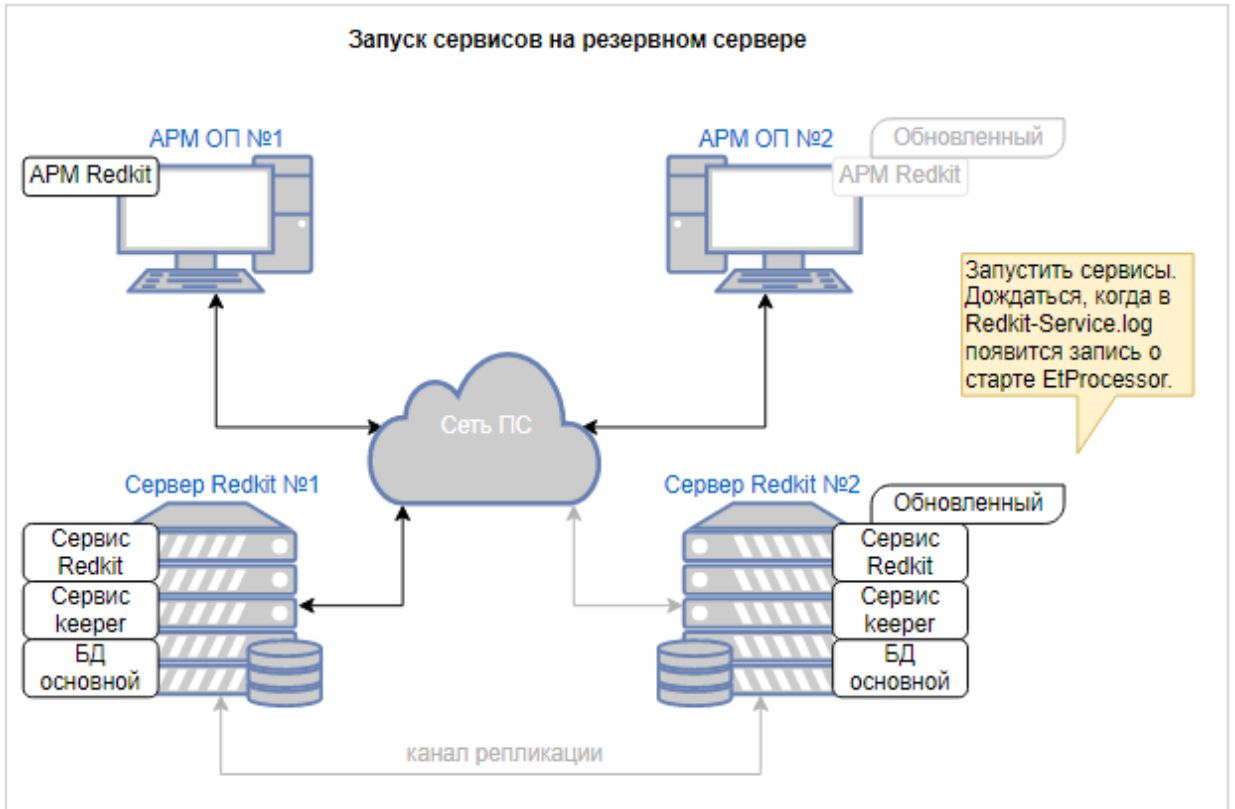 Запуск сервисов на резервном сервере
АРМ ОП №1
АРМ Redkit
АРМ ОП №2
Обновленный
АРМ Redkit
Запустить сервисы.
Дождаться, когда в
Redkit-Service.log
появится запись о
старте EtProcessor.
Сеть ПС
Сервер Redkit №1
Сервис
Redkit
Сервис
keeper
БД
основной
Сервер Redkit №2
Обновленный
Сервис
Redkit
Сервис
keeper
БД
основной
канал репликации